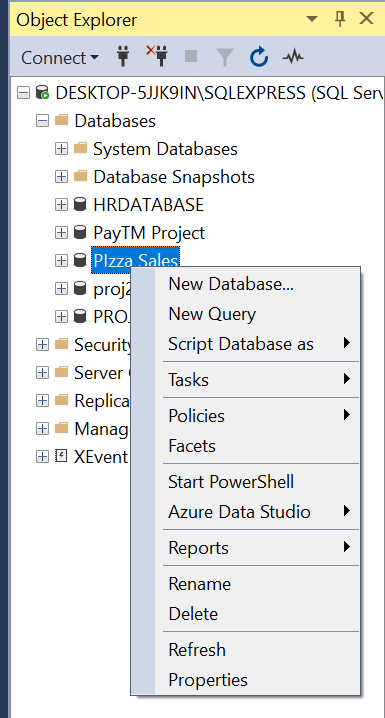 Object Explorer
Connect
DESKTOP-5JJK9IN\SQLEXPRESS (SQL Ser
Databases
System Databases
Database Snapshots
HRDATABASE
PayTM Project
PIzza Sales
proj2
PRO
Security
Server
Replica
Manag
XEvent
New Database...
New Query
Script Database as
Tasks
Policies
Facets
Start PowerShell
Azure Data Studio
Reports
Rename
Delete
Refresh
Properties